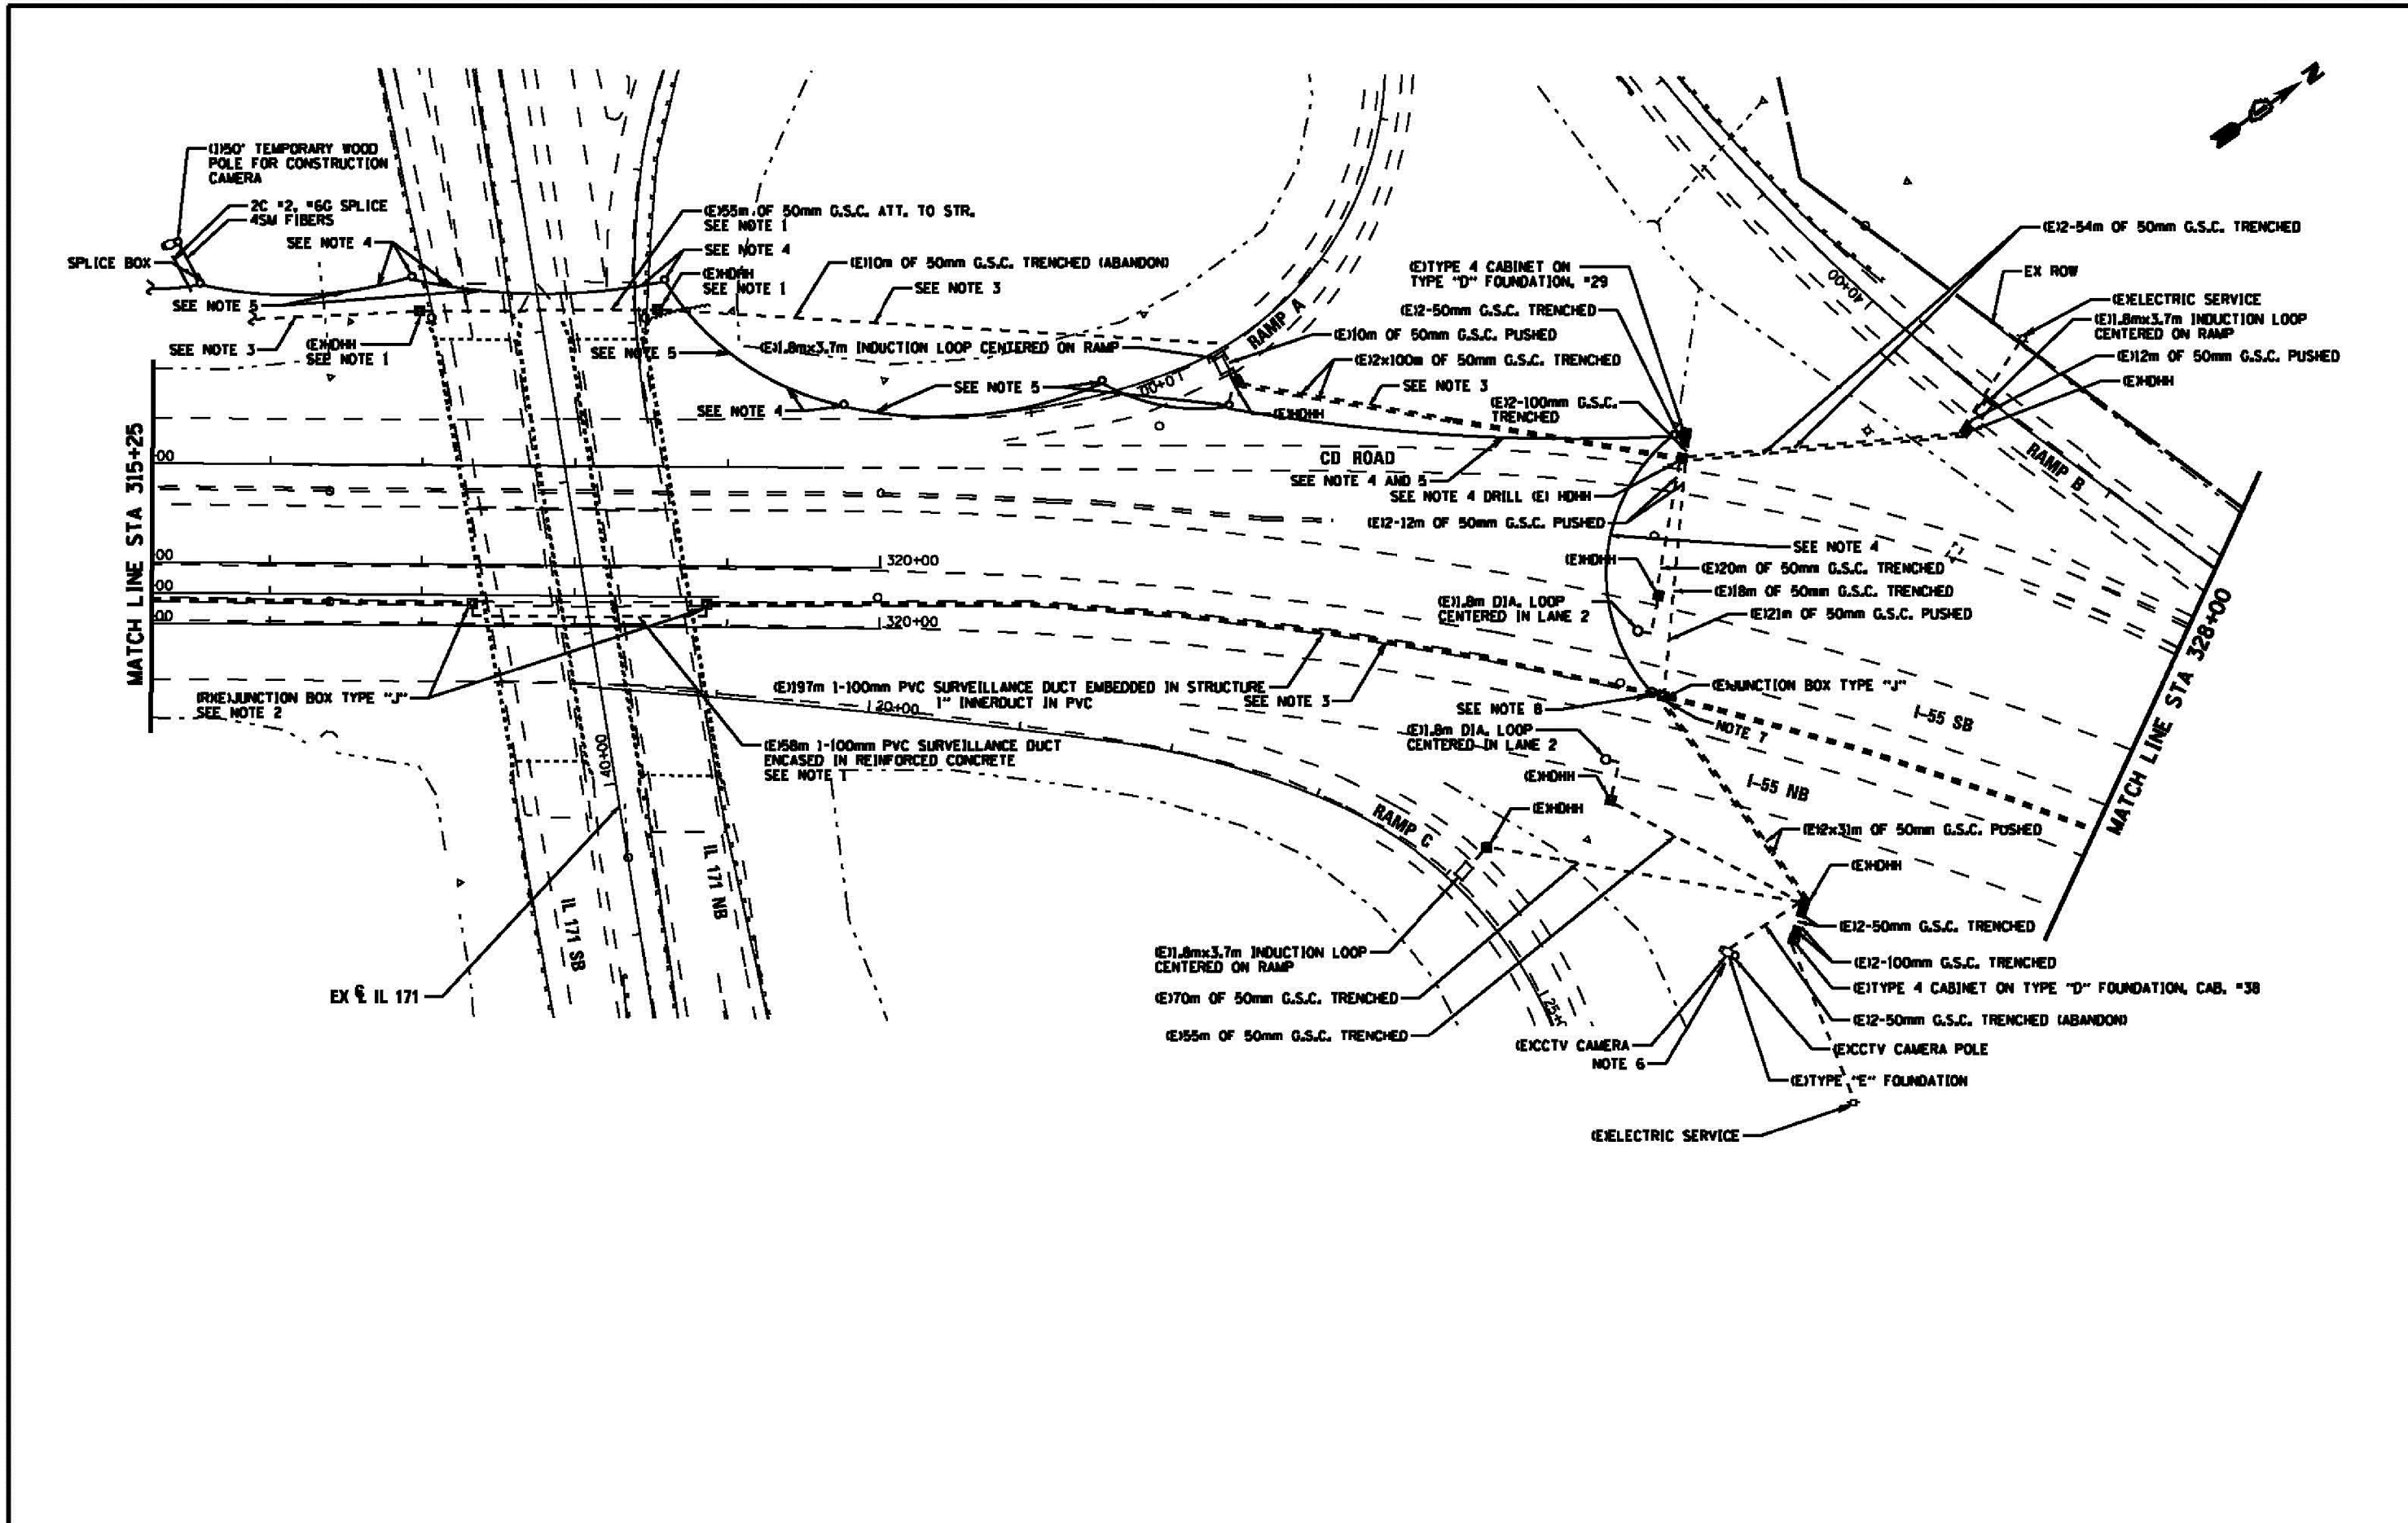 N
(I)50' TEMPORARY WOOD
POLE FOR CONSTRUCTION
CAMERA
2C #2, #6G SPLICE
4SM FIBERS
SEE NOTE 4
SPLICE BOX
SEE NOTE 5
SEE NOTE 3
(E)HDHH
SEE NOTE 1
(E)55m OF 50mm G.S.C. ATT. TO STR.
SEE NOTE 1
SEE NOTE 4
(E)HDHH
SEE NOTE 1
(E)110m OF 50mm G.S.C. TRENCHED (ABANDON)
SEE NOTE 3
SEE NOTE 5
(E)1.8mx3.7m INDUCTION LOOP CENTERED ON RAMP
SEE NOTE 5
SEE NOTE 4
RAMP A
10+00
(E)TYPE 4 CABINET ON
TYPE "D" FOUNDATION, #29
(E)2-50mm G.S.C. TRENCHED
(E)10m OF 50mm G.S.C. PUSHED
(E)2x100m OF 50mm G.S.C. TRENCHED
SEE NOTE 3
(E)2-100mm G.S.C.
TRENCHED
(E)HDHH
CD ROAD
SEE NOTE 4 AND 5
SEE NOTE 4 DRILL (E) HDHH
(E)2-12m OF 50mm G.S.C. PUSHED
(E)2-54m OF 50mm G.S.C. TRENCHED
EX ROW
(E)ELECTRIC SERVICE
(E)1.8mx3.7m INDUCTION LOOP
CENTERED ON RAMP
(E)12m OF 50mm G.S.C. PUSHED
(E)HDHH
140+00
RAMP B
MATCH LINE STA 315+25
00
00
00
00
320+00
320+00
SEE NOTE 4
(E)HDHH
(E)20m OF 50mm G.S.C. TRENCHED
(E)18m OF 50mm G.S.C. TRENCHED
(E)1.8m DIA. LOOP
CENTERED IN LANE 2
(E)21m OF 50mm G.S.C. PUSHED
MATCH LINE STA 328+00
(R)(E)JUNCTION BOX TYPE "J"
SEE NOTE 2
(E)197m 1-100mm PVC SURVEILLANCE DUCT EMBEDDED IN STRUCTURE
1" INNERDUCT IN PVC
SEE NOTE 3
120+00
(E)JUNCTION BOX TYPE "J"
SEE NOTE 8
NOTE 7
I-55 SB
I-55 NB
(E)1.8m DIA. LOOP
CENTERED IN LANE 2
(E)58m 1-100mm PVC SURVEILLANCE DUCT
ENCASED IN REINFORCED CONCRETE
SEE NOTE 1
40+00
(E)HDHH
(E)HDHH
RAMP C
(E)2x31m OF 50mm G.S.C. PUSHED
(E)HDHH
IL 171 NB
IL 171 SB
EX ℄ IL 171
(E)2-50mm G.S.C. TRENCHED
(E)2-100mm G.S.C. TRENCHED
(E)TYPE 4 CABINET ON TYPE "D" FOUNDATION, CAB. #38
(E)2-50mm G.S.C. TRENCHED (ABANDON)
(E)CCTV CAMERA POLE
(E)TYPE "E" FOUNDATION
(E)1.8mx3.7m INDUCTION LOOP
CENTERED ON RAMP
(E)70m OF 50mm G.S.C. TRENCHED
(E)55m OF 50mm G.S.C. TRENCHED
(E)CCTV CAMERA
NOTE 6
(E)ELECTRIC SERVICE